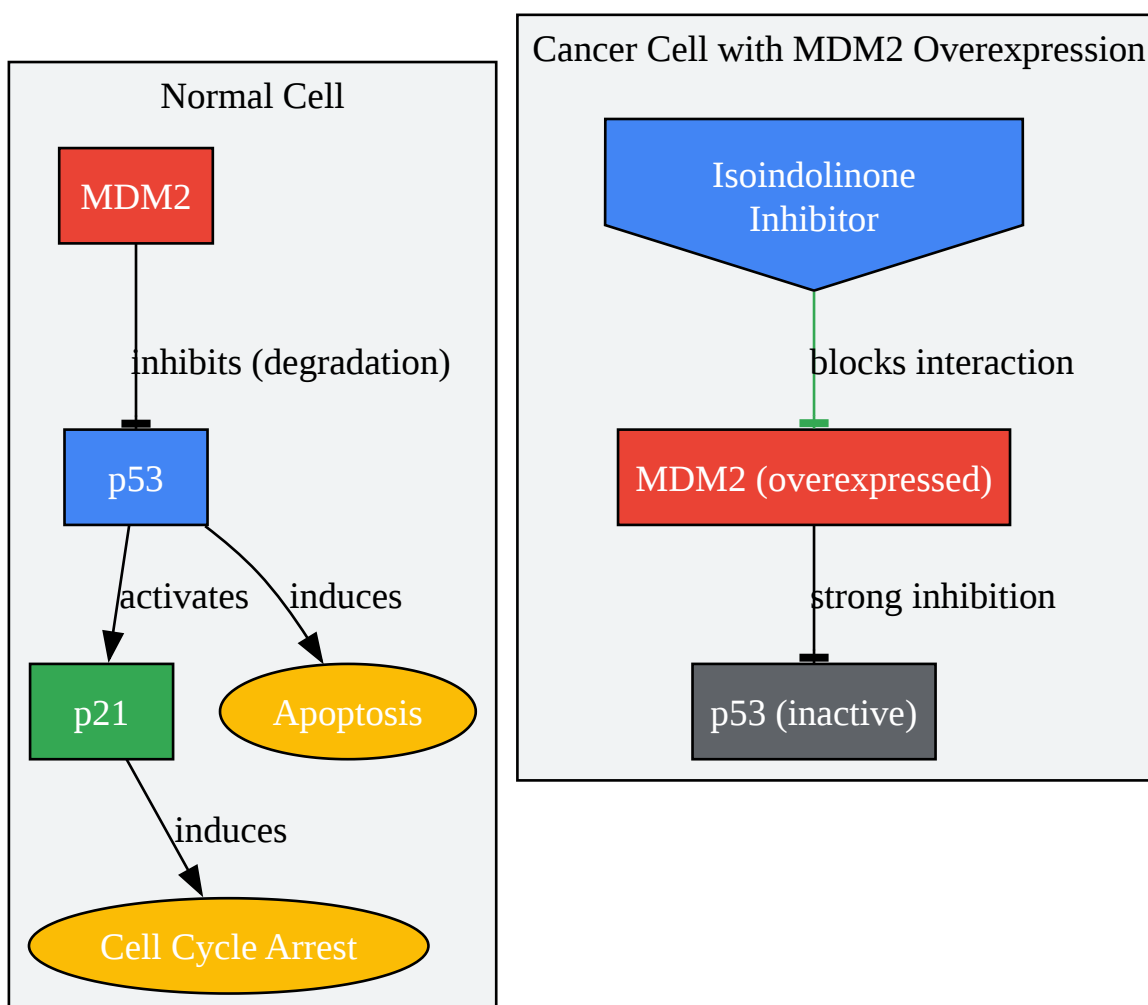 Normal Cell
MDM2
inhibits (degradation)
p53
activates
induces
p21
Apoptosis
induces
Cell Cycle Arrest
Cancer Cell with MDM2 Overexpression
Isoindolinone
Inhibitor
blocks interaction
MDM2 (overexpressed)
strong inhibition
p53 (inactive)